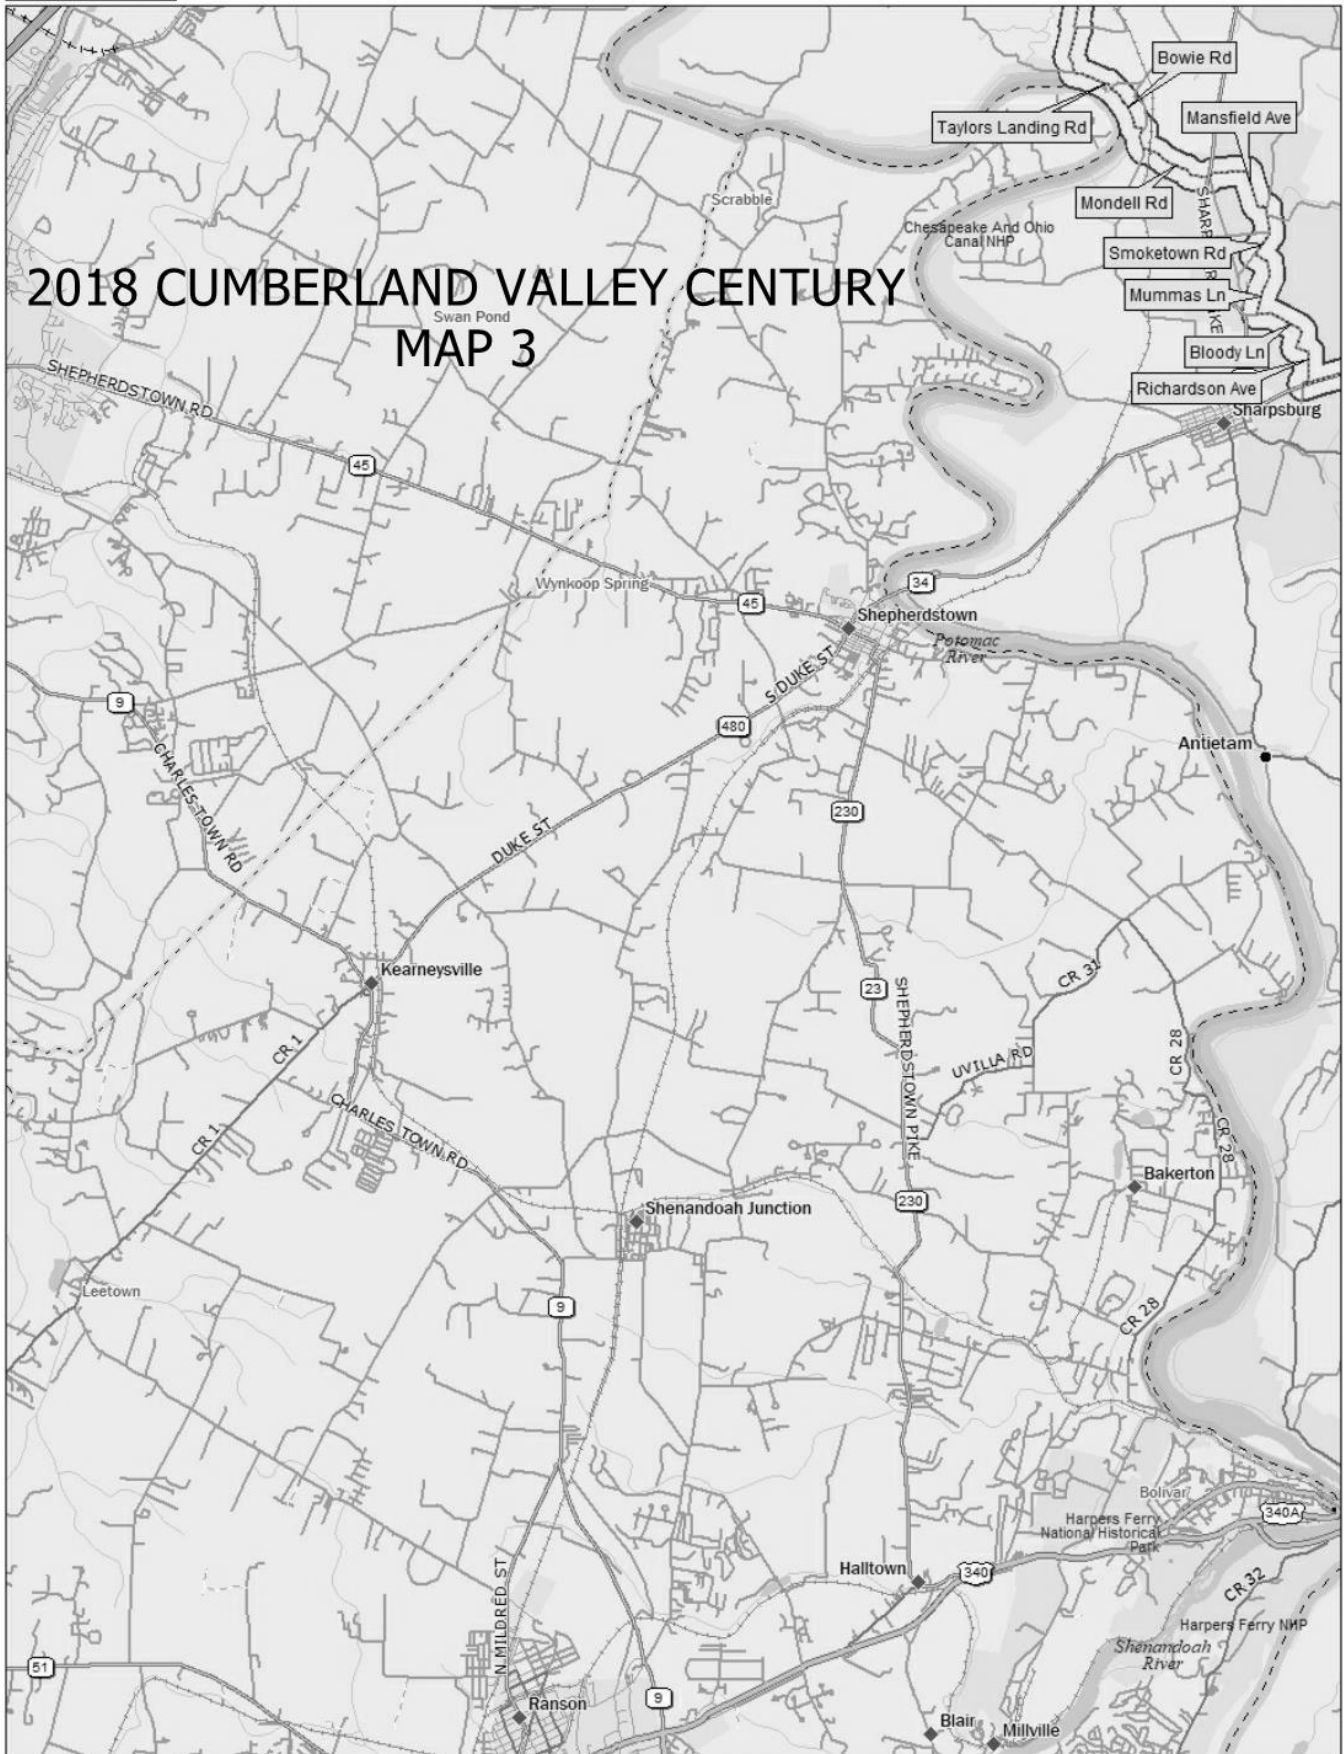 Bowie Rd
Mansfield Ave
Taylors Landing Rd
Scrabble
Mondell Rd
Chesapeake And Ohio
Canal NHP
Smoketown Rd
2018 CUMBERLAND VALLEY CENTURY
Mummas Ln
Swan Pond
MAP 3
Bloody Ln
SHEPHERDSTOWN RD
Richardson Ave
Sharpsburg
45
Wynkoop Spring
34
45
Shepherdstown
Potomac
River
S DUKE ST
9
480
Antietam
CHARLES TOWN RD
230
DUKE ST
Kearneysville
CR 31
23
SHEPHERDSTOWN PIKE
CR 1
CR 28
UVILLA RD
CHARLES TOWN RD
CR 1
CR 28
Bakerton
230
Shenandoah Junction
Leetown
9
CR 28
Bolivar
Harpers Ferry
National Historical
Park
340A
Halltown
340
N MILDRED ST
CR 32
Harpers Ferry NHP
Shenandoah
River
51
Ranson
9
Blair
Millville